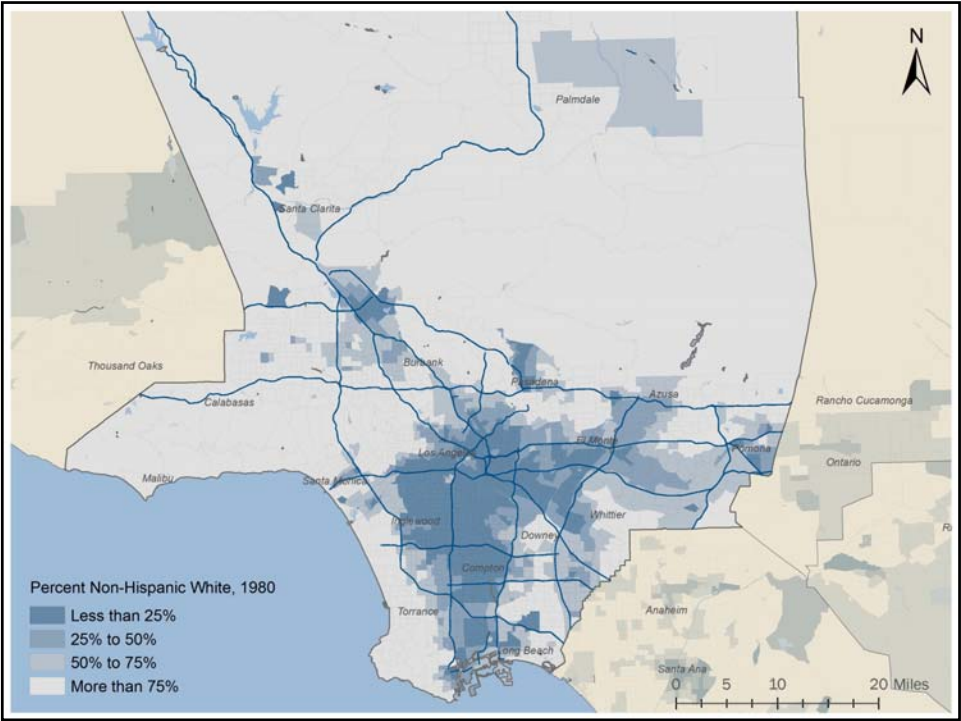 N
Palmdale
Santa Clarita
Thousand Oaks
Burbank
Pasadena
Azusa
Calabasas
Rancho Cucamonga
El Monte
Pomona
Los Angeles
Ontario
Malibu
Santa Monica
Whittier
Inglewood
Downey
Compton
Percent Non-Hispanic White, 1980
Less than 25%
25% to 50%
50% to 75%
More than 75%
Torrance
Anaheim
ong Beach
Santa Ana
0 5 10 20 Miles